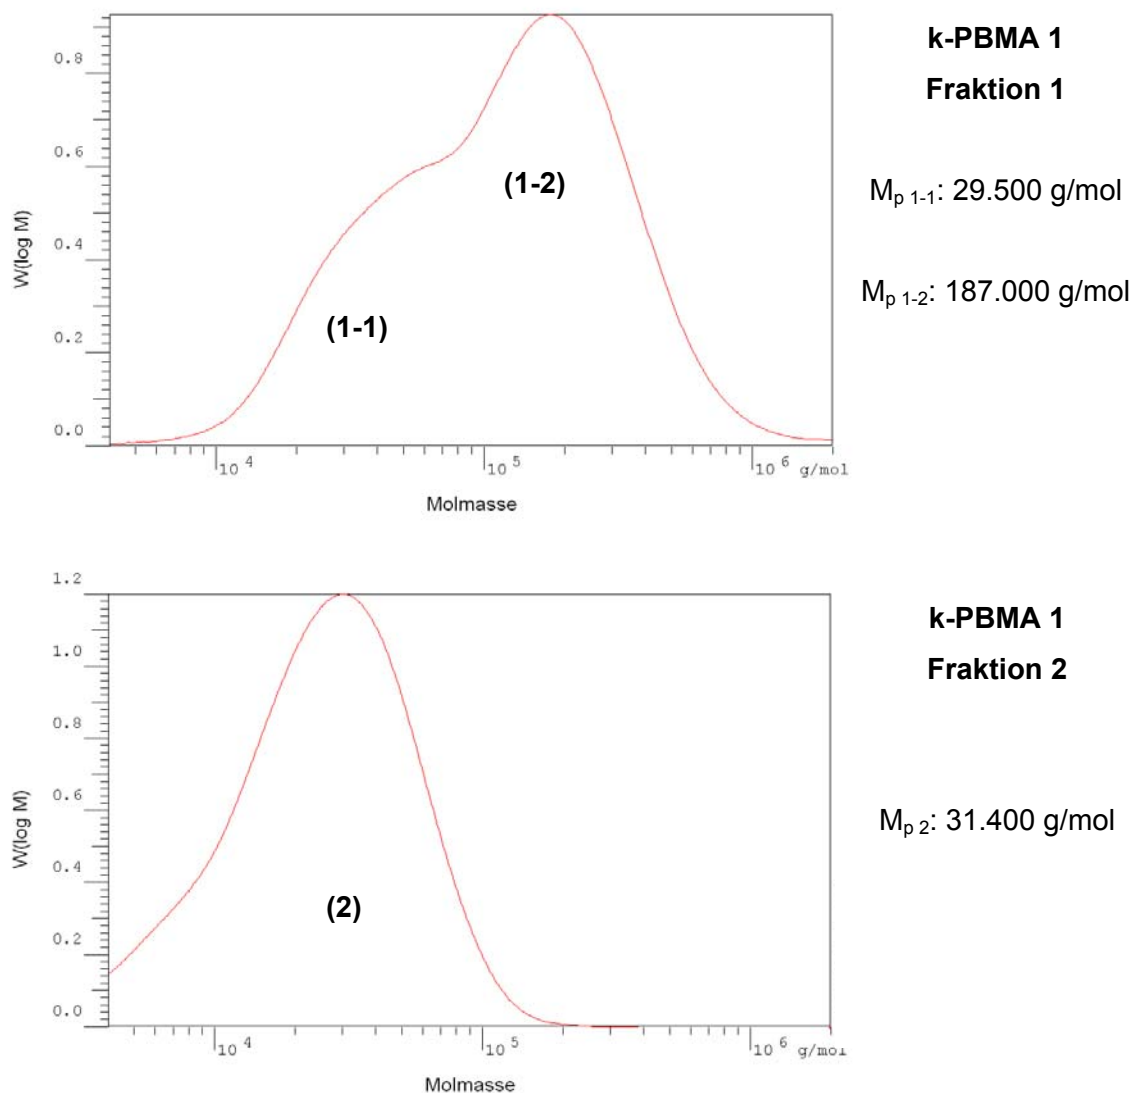 k-PBMA 1
Fraktion 1
M_p 1-1: 29.500 g/mol
M_p 1-2: 187.000 g/mol
W(log M)
0.8
0.6
0.4
0.2
0.0
(1-2)
(1-1)
10 4
10 5
10 6 g/mol
Molmasse
k-PBMA 1
Fraktion 2
M_p 2: 31.400 g/mol
W(log M)
1.2
1.0
0.8
0.6
0.4
0.2
0.0
(2)
10 4
10 5
10 6 g/mol
Molmasse